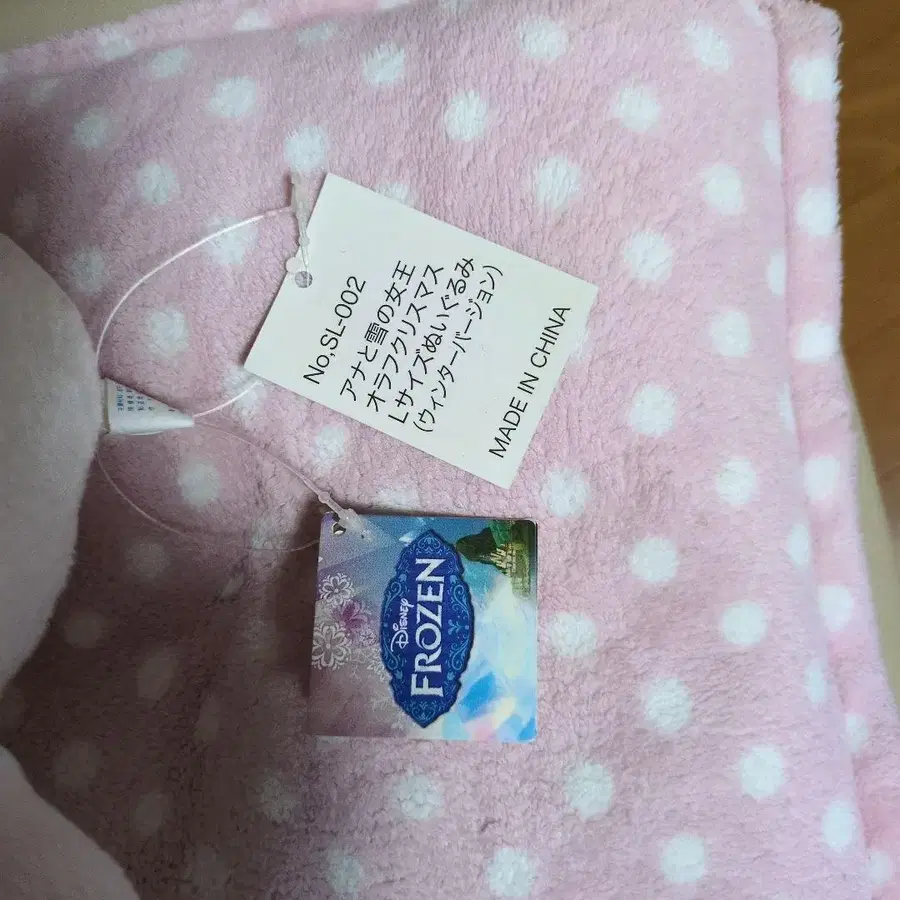 No,SL-002
アナと雪の女王
オラフクリスマス
Lサイズぬいぐるみ
(ウィンターバージョン)
MADE IN CHINA
Disney
FROZEN